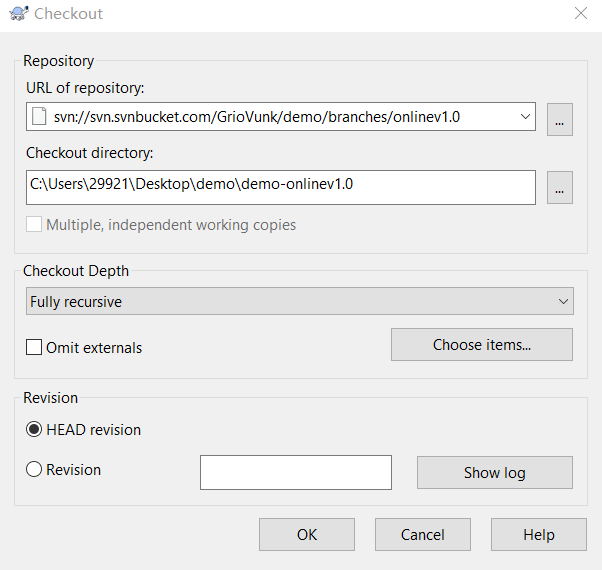 Checkout
Repository
URL of repository:
svn://svn.svnbucket.com/GrioVunk/demo/branches/onlinev1.0
...
Checkout directory:
C:\Users\29921\Desktop\demo\demo-onlinev1.0
...
Multiple, independent working copies
Checkout Depth
Fully recursive
Omit externals
Choose items...
Revision
HEAD revision
Revision
Show log
OK
Cancel
Help